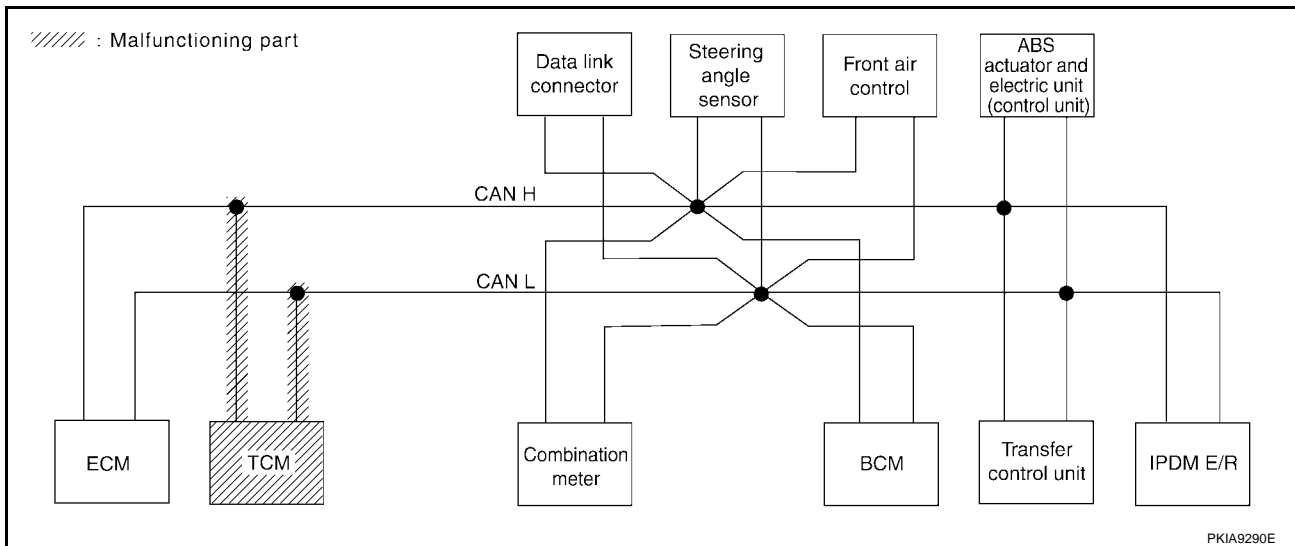 : Malfunctioning part
Data link
connector
Steering
angle
sensor
Front air
control
ABS
actuator and
electric unit
(control unit)
CAN H
CAN L
ECM
TCM
Combination
meter
BCM
Transfer
control unit
IPDM E/R
PKIA9290E